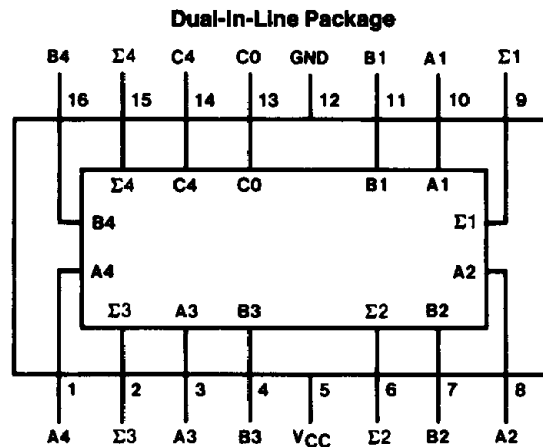 Dual-In-Line Package
B4 Σ4 C4 C0 GND B1 A1 Σ1
16 15 14 13 12 11 10 9
Σ4 C4 C0 B1 A1
B4 Σ1
A4 A2
Σ3 A3 B3 Σ2 B2
1 2 3 4 5 6 7 8
A4 Σ3 A3 B3 VCC Σ2 B2 A2